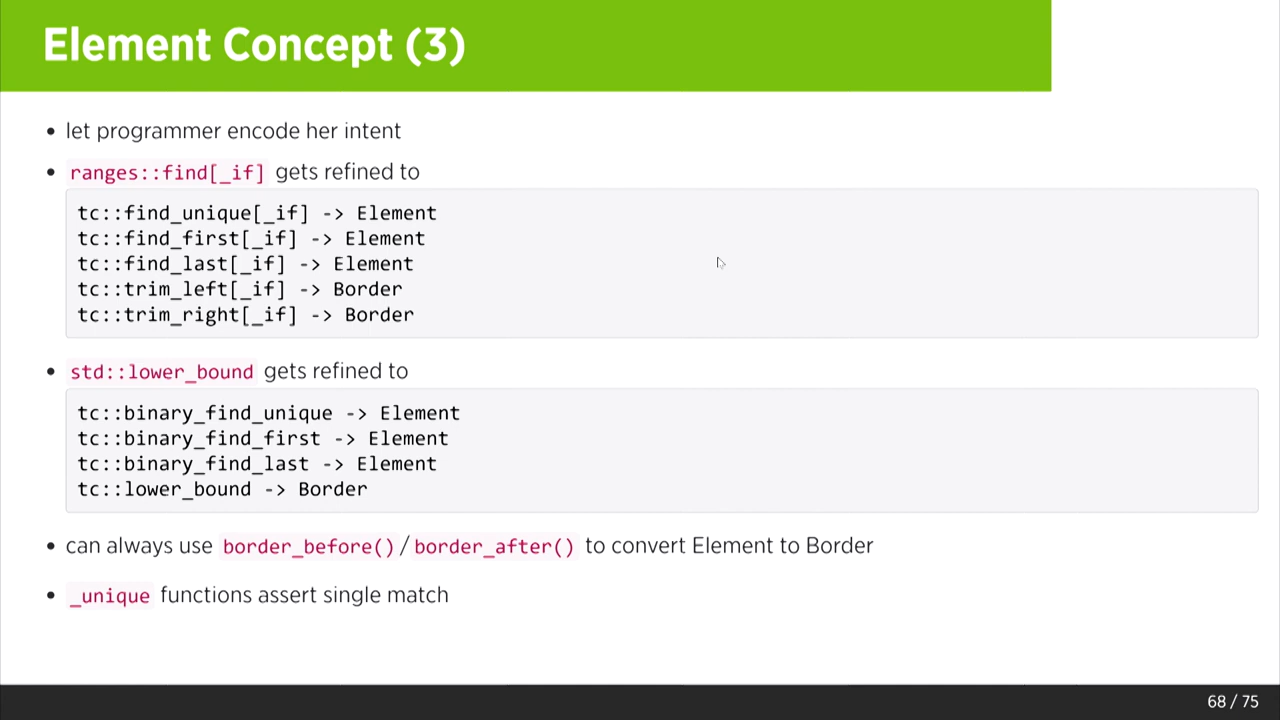 Element Concept (3)
• let programmer encode her intent
• ranges::find[_if] gets refined to
tc::find_unique[_if] -> Element
tc::find_first[_if] -> Element
tc::find_last[_if] -> Element
tc::trim_left[_if] -> Border
tc::trim_right[_if] -> Border
• std::lower_bound gets refined to
tc::binary_find_unique -> Element
tc::binary_find_first -> Element
tc::binary_find_last -> Element
tc::lower_bound -> Border
• can always use border_before()/border_after() to convert Element to Border
• _unique functions assert single match
68 / 75